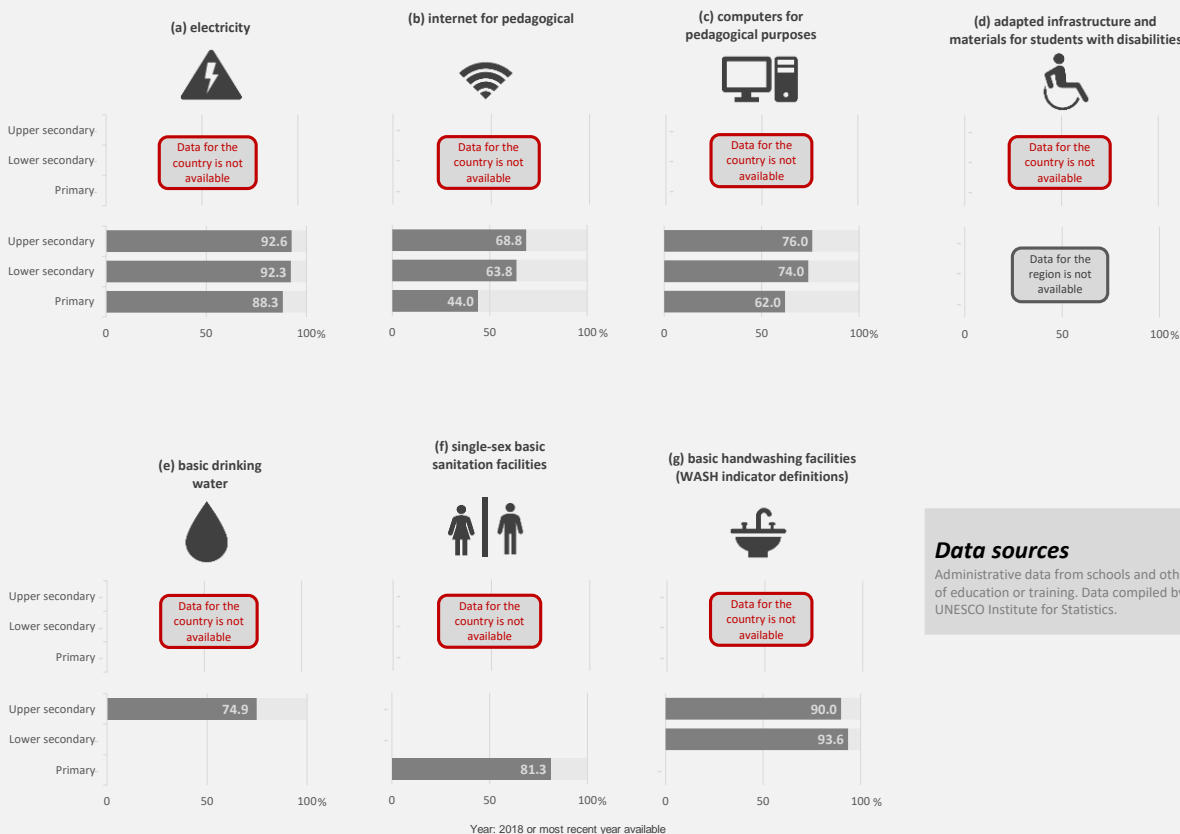 (a) electricity
(b) internet for pedagogical
(c) computers for
pedagogical purposes
(d) adapted infrastructure and
materials for students with disabilities
Upper secondary
Lower secondary
Primary
Data for the
country is not
available
Data for the
country is not
available
Data for the
country is not
available
Data for the
country is not
available
Upper secondary
Lower secondary
Primary
92.6
92.3
88.3
0 50 100%
68.8
63.8
44.0
0 50 100%
76.0
74.0
62.0
0 50 100%
Data for the
region is not
available
0 50 100%
(e) basic drinking
water
(f) single-sex basic
sanitation facilities
(g) basic handwashing facilities
(WASH indicator definitions)
Upper secondary
Lower secondary
Primary
Data for the
country is not
available
Data for the
country is not
available
Data for the
country is not
available
Upper secondary
Lower secondary
Primary
74.9
0 50 100%
81.3
0 50 100%
90.0
93.6
0 50 100 %
Data sources
Administrative data from schools and oth
of education or training. Data compiled by
UNESCO Institute for Statistics.
Year: 2018 or most recent year available